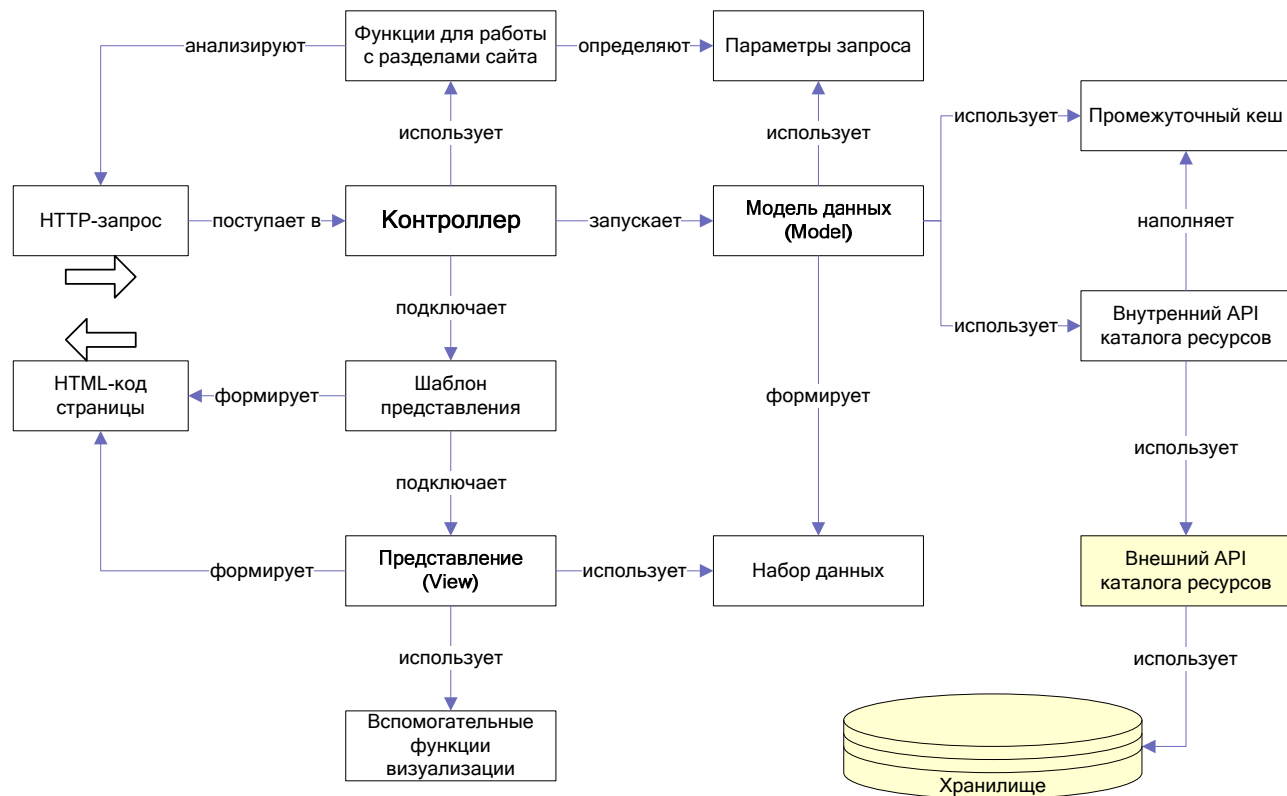 анализируют
Функции для работы
с разделами сайта
определяют
Параметры запроса
использует
использует
использует
Промежуточный кеш
HTTP-запрос
поступает в
Контроллер
запускает
Модель данных
(Model)
наполняет
подключает
использует
Внутренний API
каталога ресурсов
HTML-код
страницы
формирует
Шаблон
представления
формирует
использует
подключает
формирует
Представление
(View)
использует
Набор данных
Внешний API
каталога ресурсов
использует
использует
Вспомогательные
функции
визуализации
Хранилище